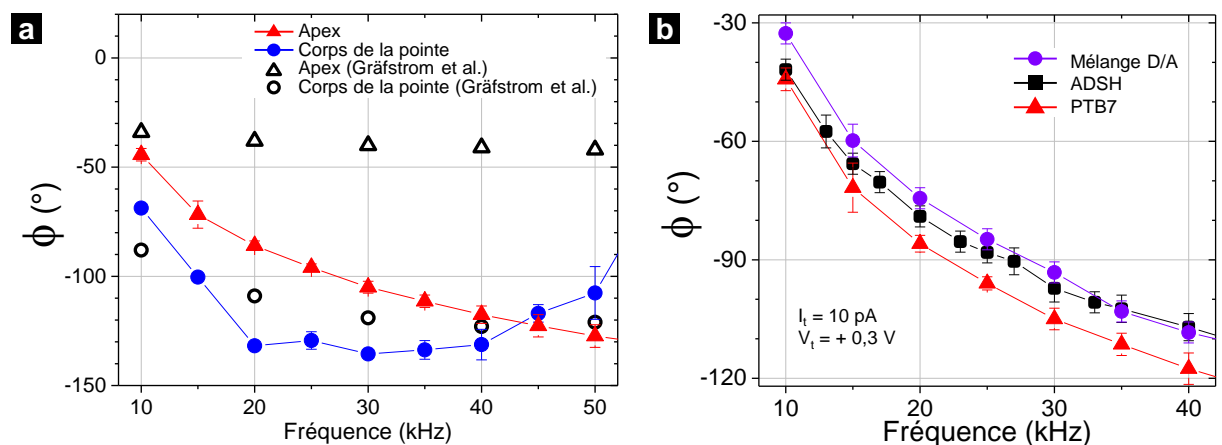 a
Apex
Corps de la pointe
Apex (Gräfstrom et al.)
Corps de la pointe (Gräfstrom et al.)
0
-50
-100
-150
ϕ (°)
10 20 30 40 50
Fréquence (kHz)
b
Mélange D/A
ADSH
PTB7
-30
-60
-90
-120
ϕ (°)
It = 10 pA
Vt = + 0,3 V
10 20 30 40
Fréquence (kHz)